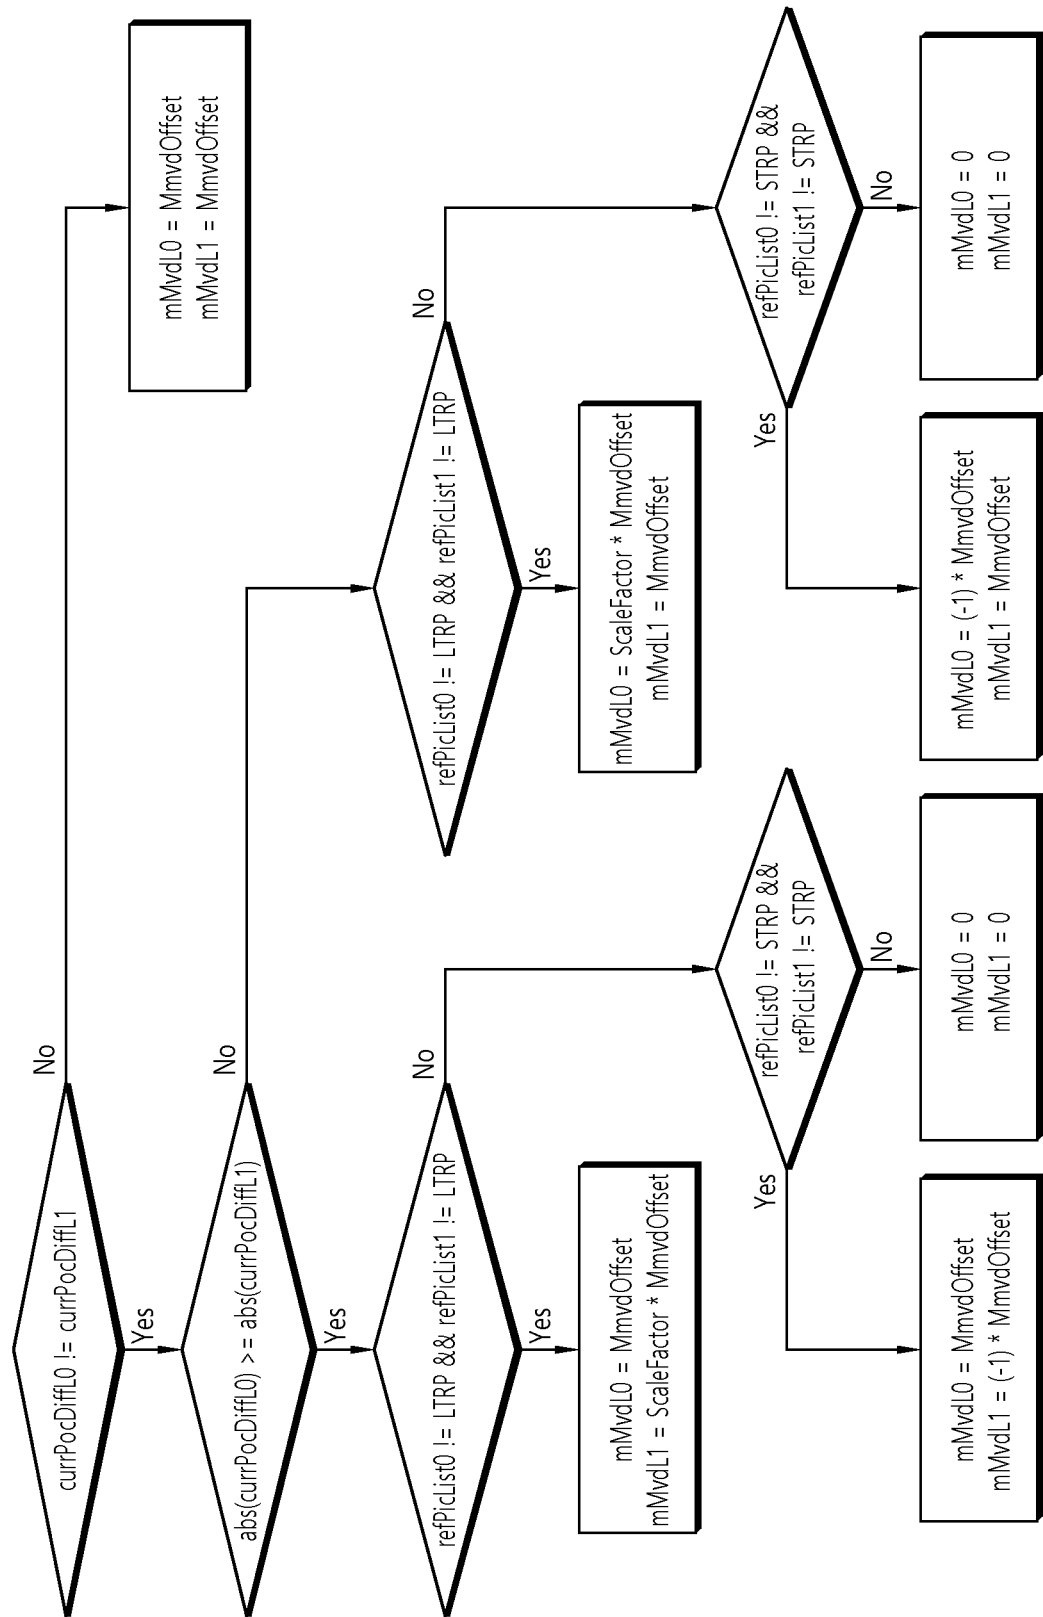 currPocDiffL0 != currPocDiffL1
No
Yes
mMvdL0 = MmvdOffset
mMvdL1 = MmvdOffset
abs(currPocDiffL0) >= abs(currPocDiffL1)
No
Yes
refPicList0 != LTRP && refPicList1 != LTRP
No
Yes
refPicList0 != LTRP && refPicList1 != LTRP
No
Yes
mMvdL0 = MmvdOffset
mMvdL1 = ScaleFactor * MmvdOffset
mMvdL0 = ScaleFactor * MmvdOffset
mMvdL1 = MmvdOffset
refPicList0 != STRP &&
refPicList1 != STRP
Yes
No
refPicList0 != STRP &&
refPicList1 != STRP
Yes
No
mMvdL0 = MmvdOffset
mMvdL1 = (-1) * MmvdOffset
mMvdL0 = 0
mMvdL1 = 0
mMvdL0 = (-1) * MmvdOffset
mMvdL1 = MmvdOffset
mMvdL0 = 0
mMvdL1 = 0